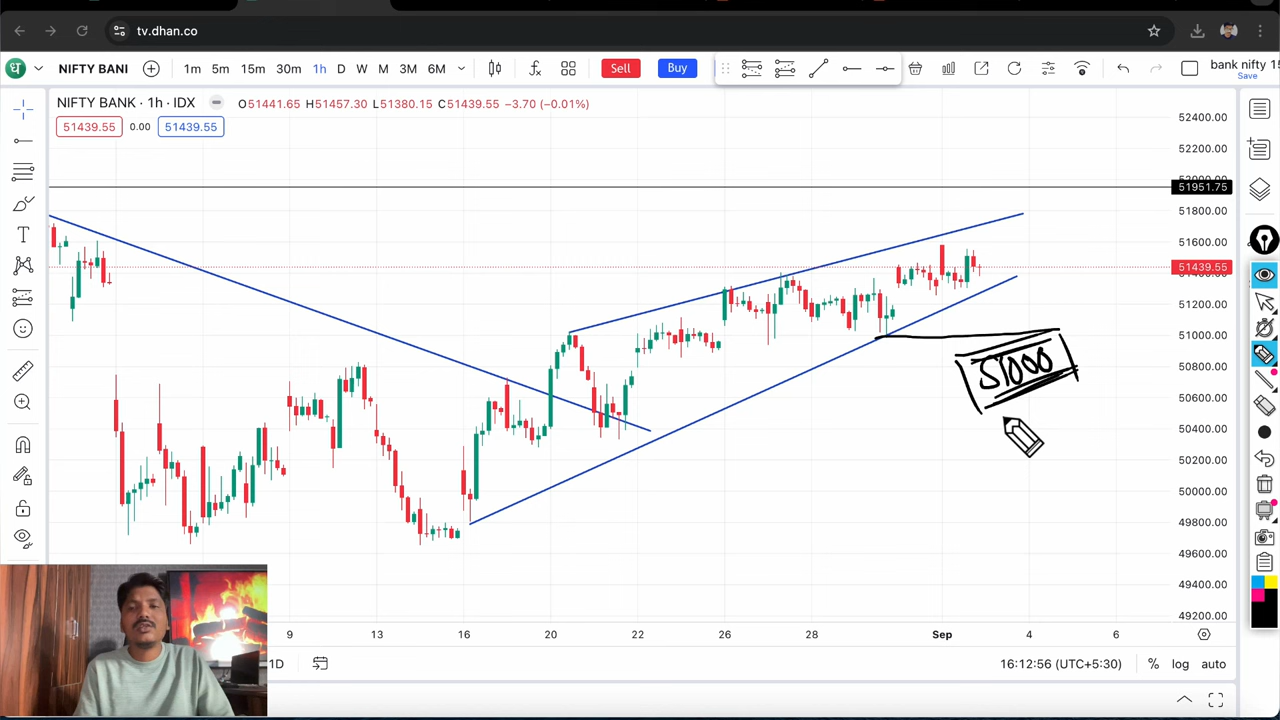 tv.dhan.co
NIFTY BANI 1m 5m 15m 30m 1h D W M 3M 6M Sell Buy bank nifty 15
Save
NIFTY BANK · 1h · IDX O51441.65 H51457.30 L51380.15 C51439.55 −3.70 (−0.01%)
51439.55 0.00 51439.55
52400.00
52200.00
51951.75
51800.00
51600.00
51439.55
51200.00
51000.00
51000
50800.00
50600.00
50400.00
50200.00
50000.00
49800.00
49600.00
49400.00
49200.00
9 13 16 20 22 26 28 Sep 4 6
1D 16:12:56 (UTC+5:30) % log auto